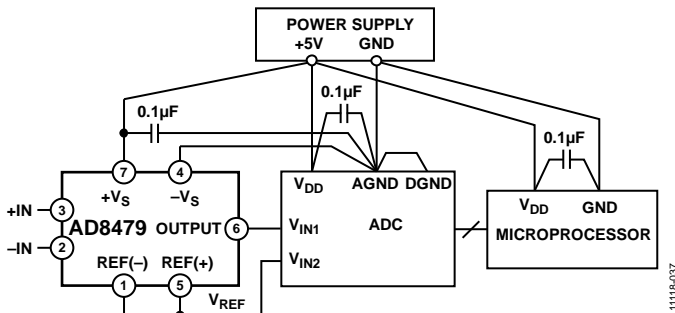 POWER SUPPLY
+5V GND
0.1µF
0.1µF
0.1µF
7 4
+VS –VS
VDD AGND DGND
VDD GND
+IN 3
AD8479 OUTPUT 6
VIN1 ADC
MICROPROCESSOR
–IN 2
VIN2
REF(–) REF(+)
1 5
VREF
11118-037